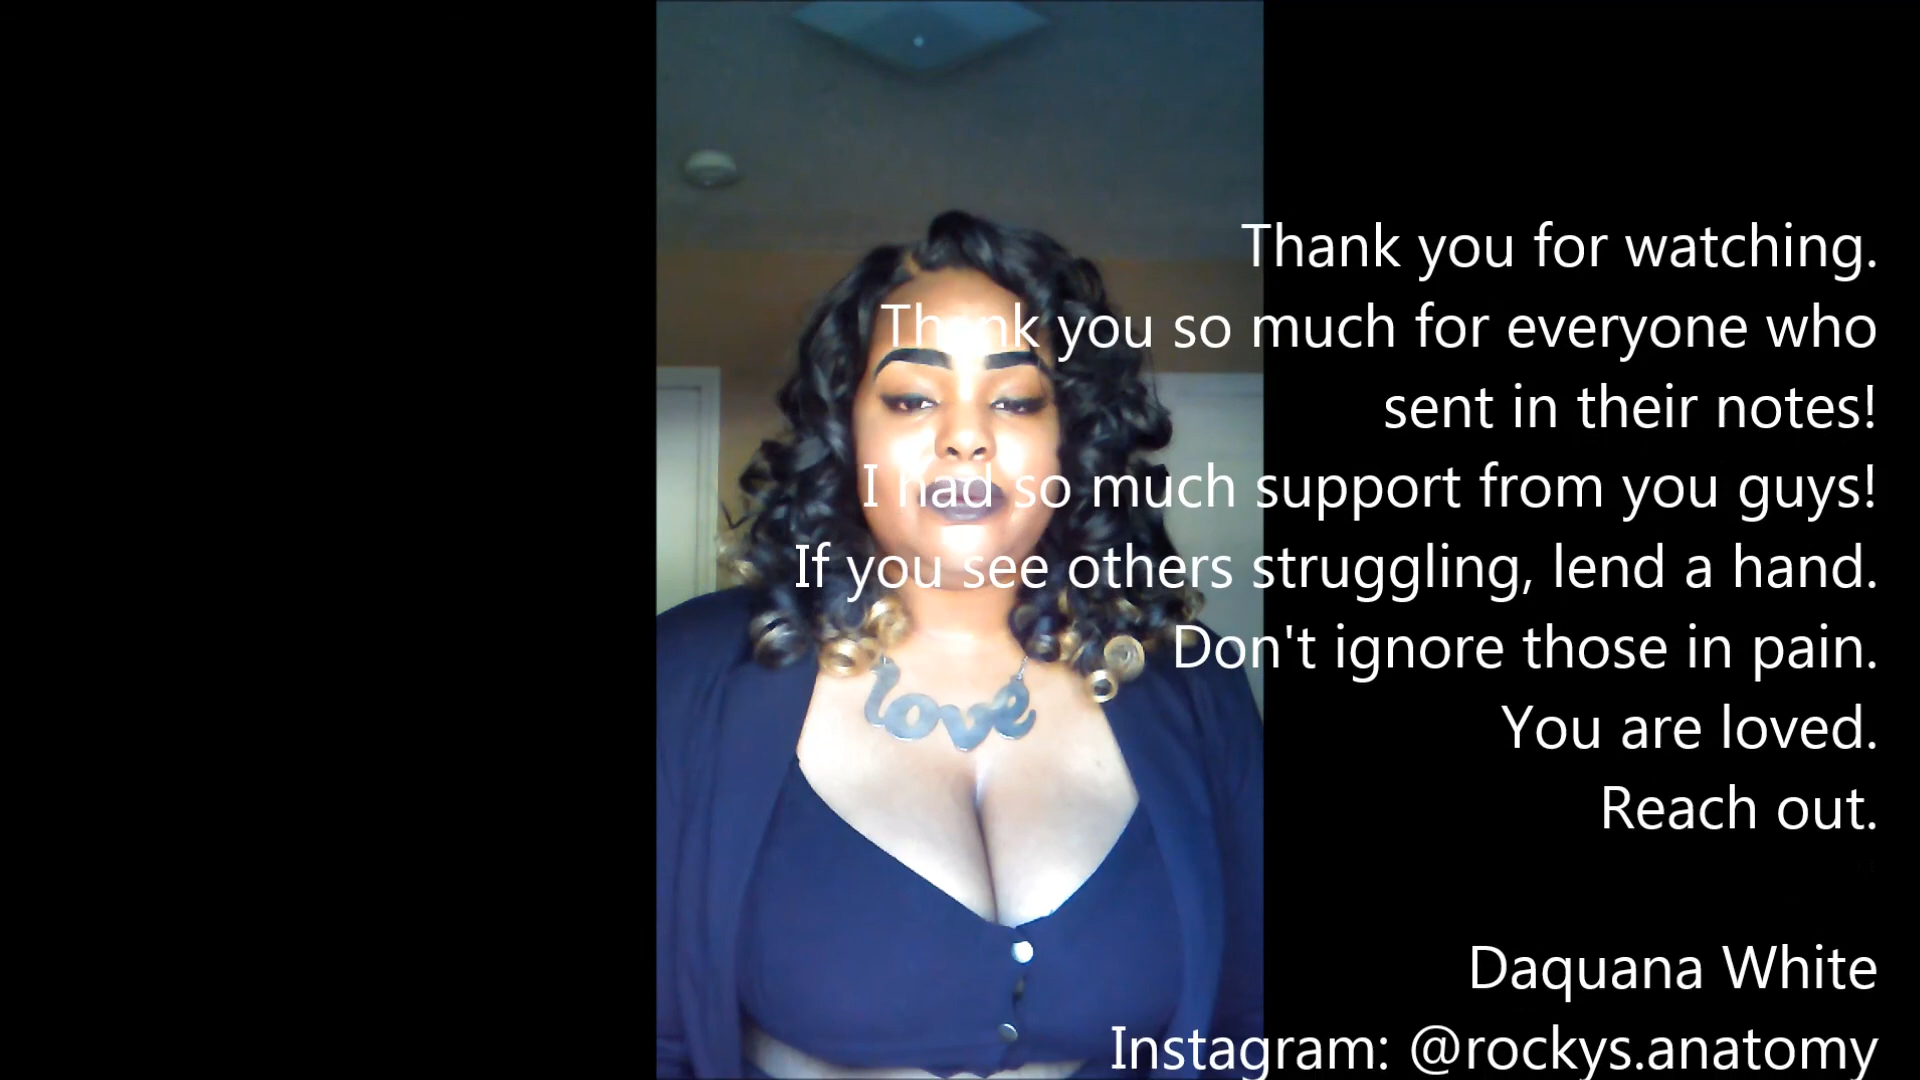 Thank you for watching.
Thank you so much for everyone who
sent in their notes!
I had so much support from you guys!
If you see others struggling, lend a hand.
Don't ignore those in pain.
You are loved.
Reach out.
love
Daquana White
Instagram: @rockys.anatomy